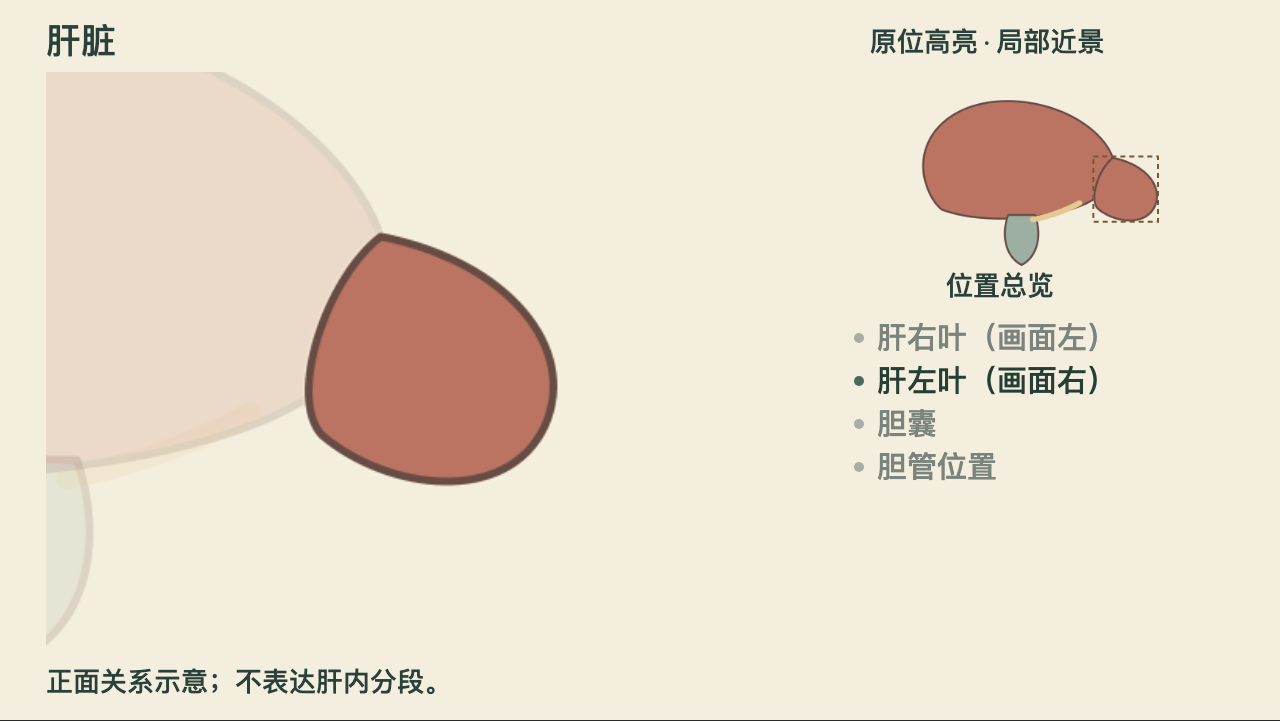 肝脏
原位高亮 · 局部近景
位置总览
肝右叶（画面左）
肝左叶（画面右）
胆囊
胆管位置
正面关系示意；不表达肝内分段。